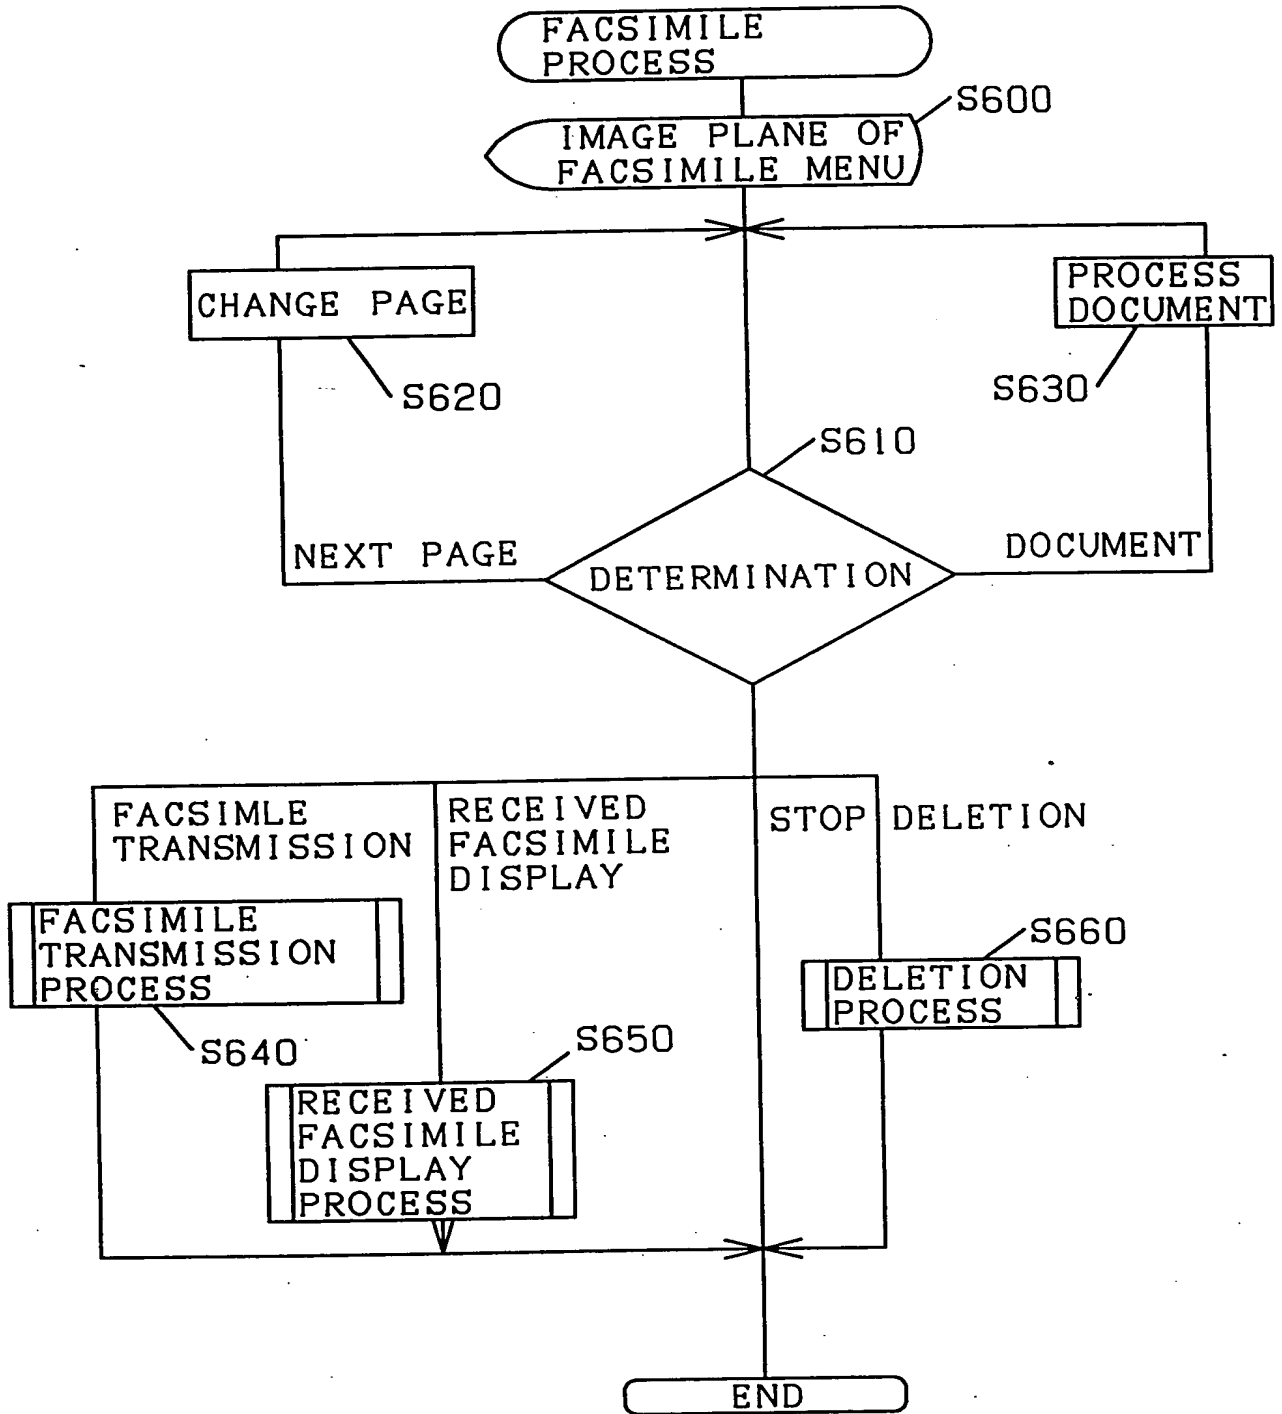 FACSIMILE
PROCESS
S600
IMAGE PLANE OF
FACSIMILE MENU
CHANGE PAGE
S620
PROCESS
DOCUMENT
S630
S610
NEXT PAGE
DETERMINATION
DOCUMENT
FACSIMLE
TRANSMISSION
RECEIVED
FACSIMILE
DISPLAY
STOP
DELETION
FACSIMILE
TRANSMISSION
PROCESS
S640
S660
DELETION
PROCESS
S650
RECEIVED
FACSIMILE
DISPLAY
PROCESS
END